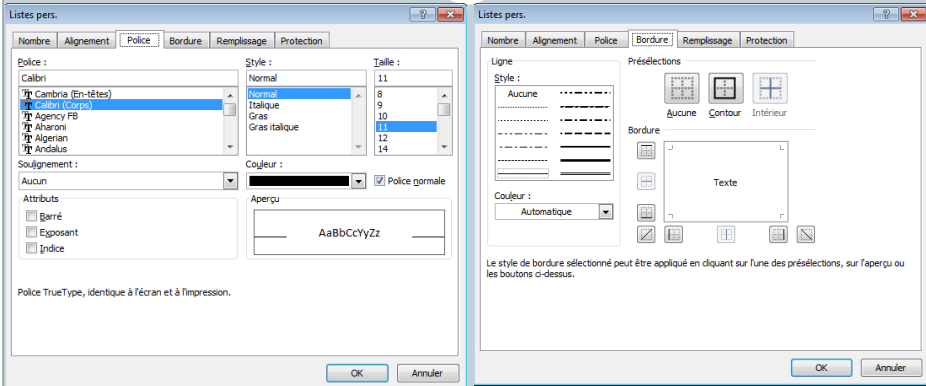 Listes pers.
Nombre Alignement Police Bordure Remplissage Protection
Police : Style : Taille :
Calibri Normal 11
Cambria (En-têtes) Normal 8
Calibri (Corps) Italique 9
Agency FB Gras 10
Aharoni Gras italique 11
Algerian 12
Andalus 14
Soulignement : Couleur :
Aucun Police normale
Attributs Aperçu
Barré
Exposant AaBbCcYyZz
Indice
Police TrueType, identique à l'écran et à l'impression.
OK Annuler
Listes pers.
Nombre Alignement Police Bordure Remplissage Protection
Ligne Présélections
Style :
Aucune
Aucune Contour Intérieur
Bordure
Texte
Couleur :
Automatique
Le style de bordure sélectionné peut être appliqué en cliquant sur l'une des présélections, sur l'aperçu ou
les boutons ci-dessus.
OK Annuler